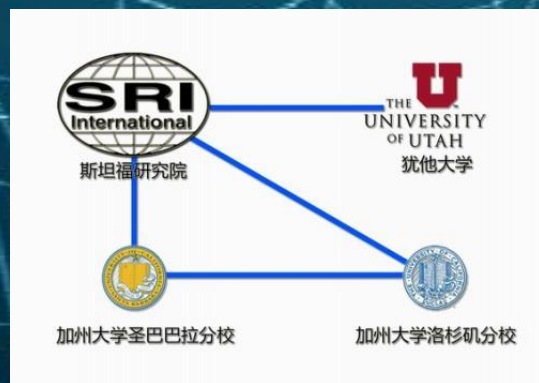 SRI
International
斯坦福研究院
THE
UNIVERSITY
OF UTAH
犹他大学
加州大学圣巴巴拉分校
加州大学洛杉矶分校